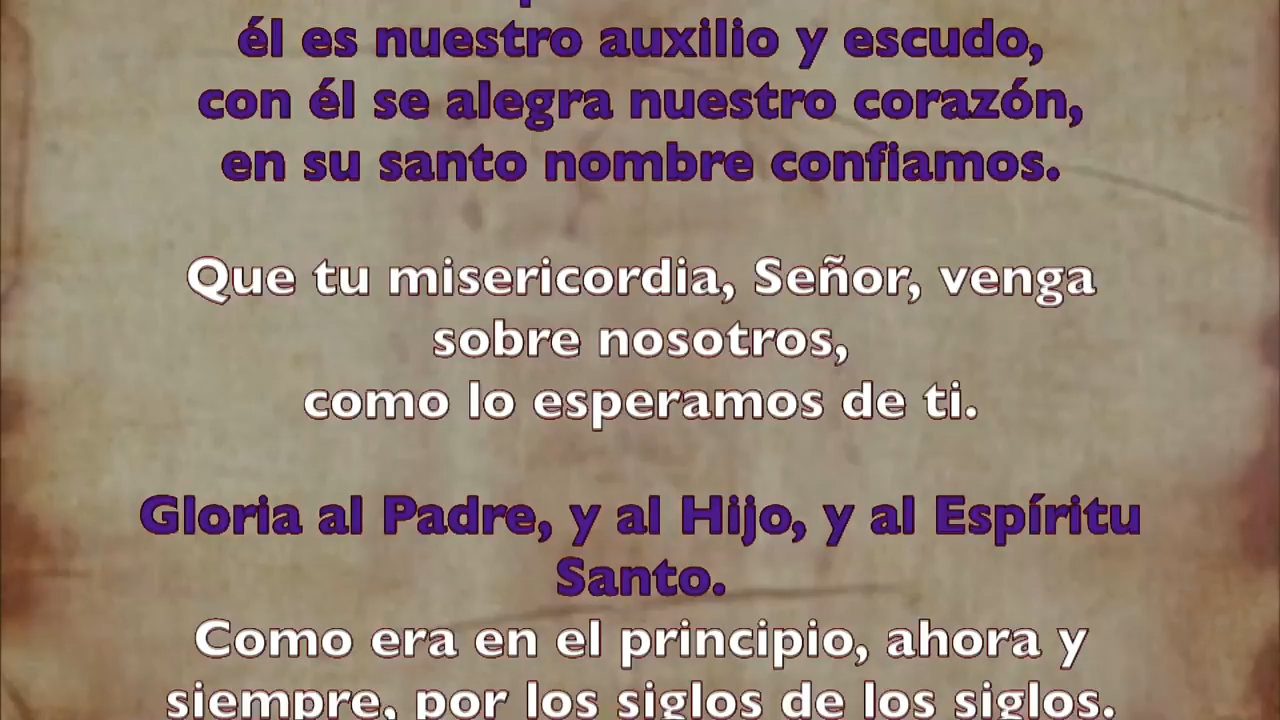 él es nuestro auxilio y escudo,
con él se alegra nuestro corazón,
en su santo nombre confiamos.
Que tu misericordia, Señor, venga
sobre nosotros,
como lo esperamos de ti.
Gloria al Padre, y al Hijo, y al Espíritu
Santo.
Como era en el principio, ahora y
siempre, por los siglos de los siglos.